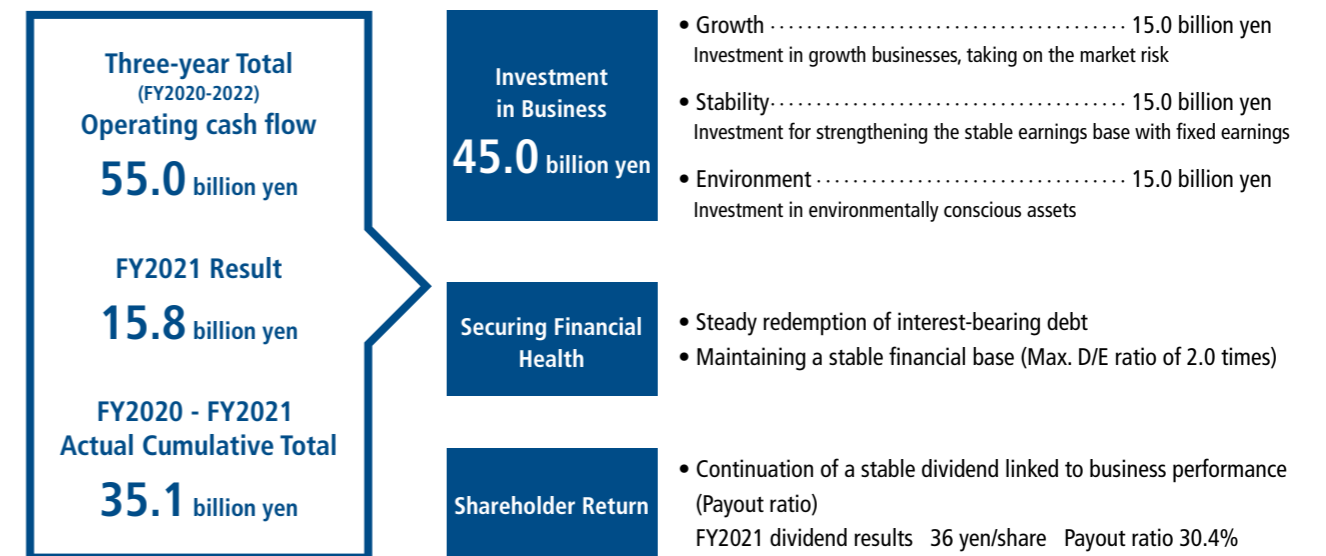 Three-year Total
(FY2020-2022)
Operating cash flow
55.0 billion yen
FY2021 Result
15.8 billion yen
FY2020 - FY2021
Actual Cumulative Total
35.1 billion yen
Investment
in Business
45.0 billion yen
• Growth ······································· 15.0 billion yen
Investment in growth businesses, taking on the market risk
• Stability······································· 15.0 billion yen
Investment for strengthening the stable earnings base with fixed earnings
• Environment ·································· 15.0 billion yen
Investment in environmentally conscious assets
Securing Financial
Health
• Steady redemption of interest-bearing debt
• Maintaining a stable financial base (Max. D/E ratio of 2.0 times)
Shareholder Return
• Continuation of a stable dividend linked to business performance
(Payout ratio)
FY2021 dividend results 36 yen/share Payout ratio 30.4%